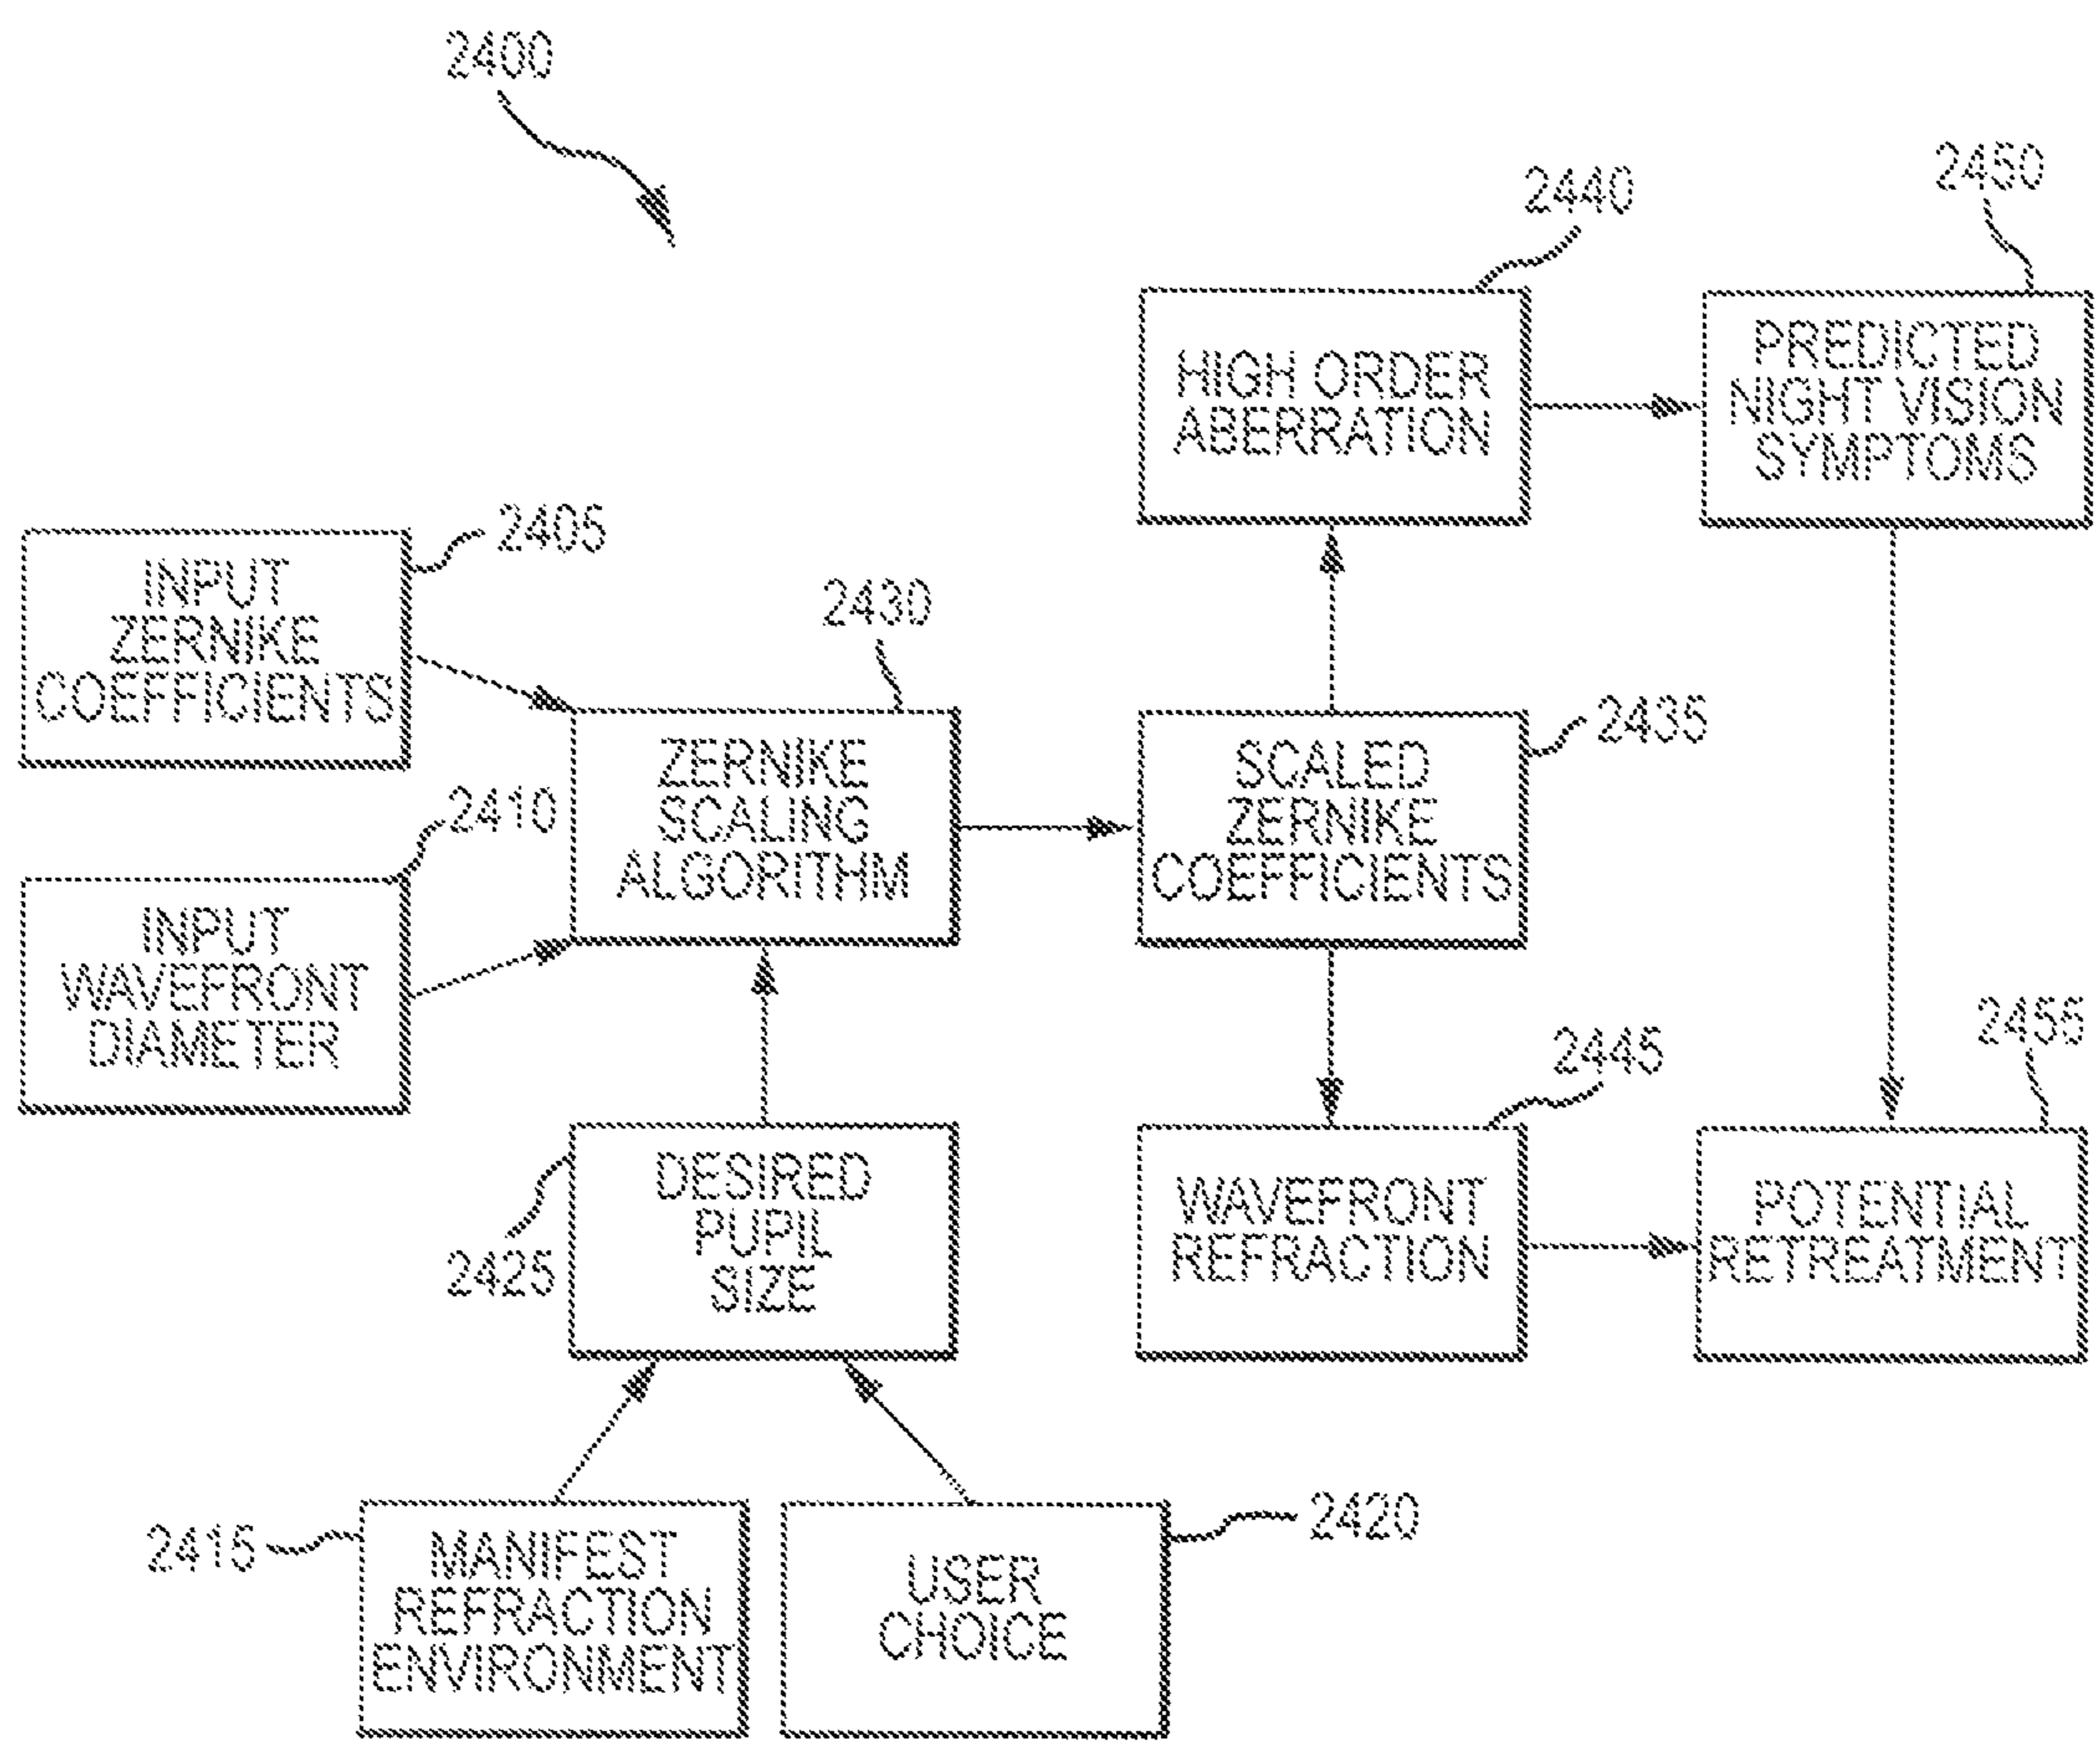 2400
2440
2450
HIGH ORDER
ABERRATION
PREDICTED
NIGHT VISION
SYMPTOMS
2405
INPUT
ZERNIKE
COEFFICIENTS
2430
ZERNIKE
SCALING
ALGORITHM
2435
SCALED
ZERNIKE
COEFFICIENTS
2410
INPUT
WAVEFRONT
DIAMETER
2425
DESIRED
PUPIL
SIZE
2445
WAVEFRONT
REFRACTION
2455
POTENTIAL
RETREATMENT
2415
MANIFEST
REFRACTION
ENVIRONMENT
2420
USER
CHOICE